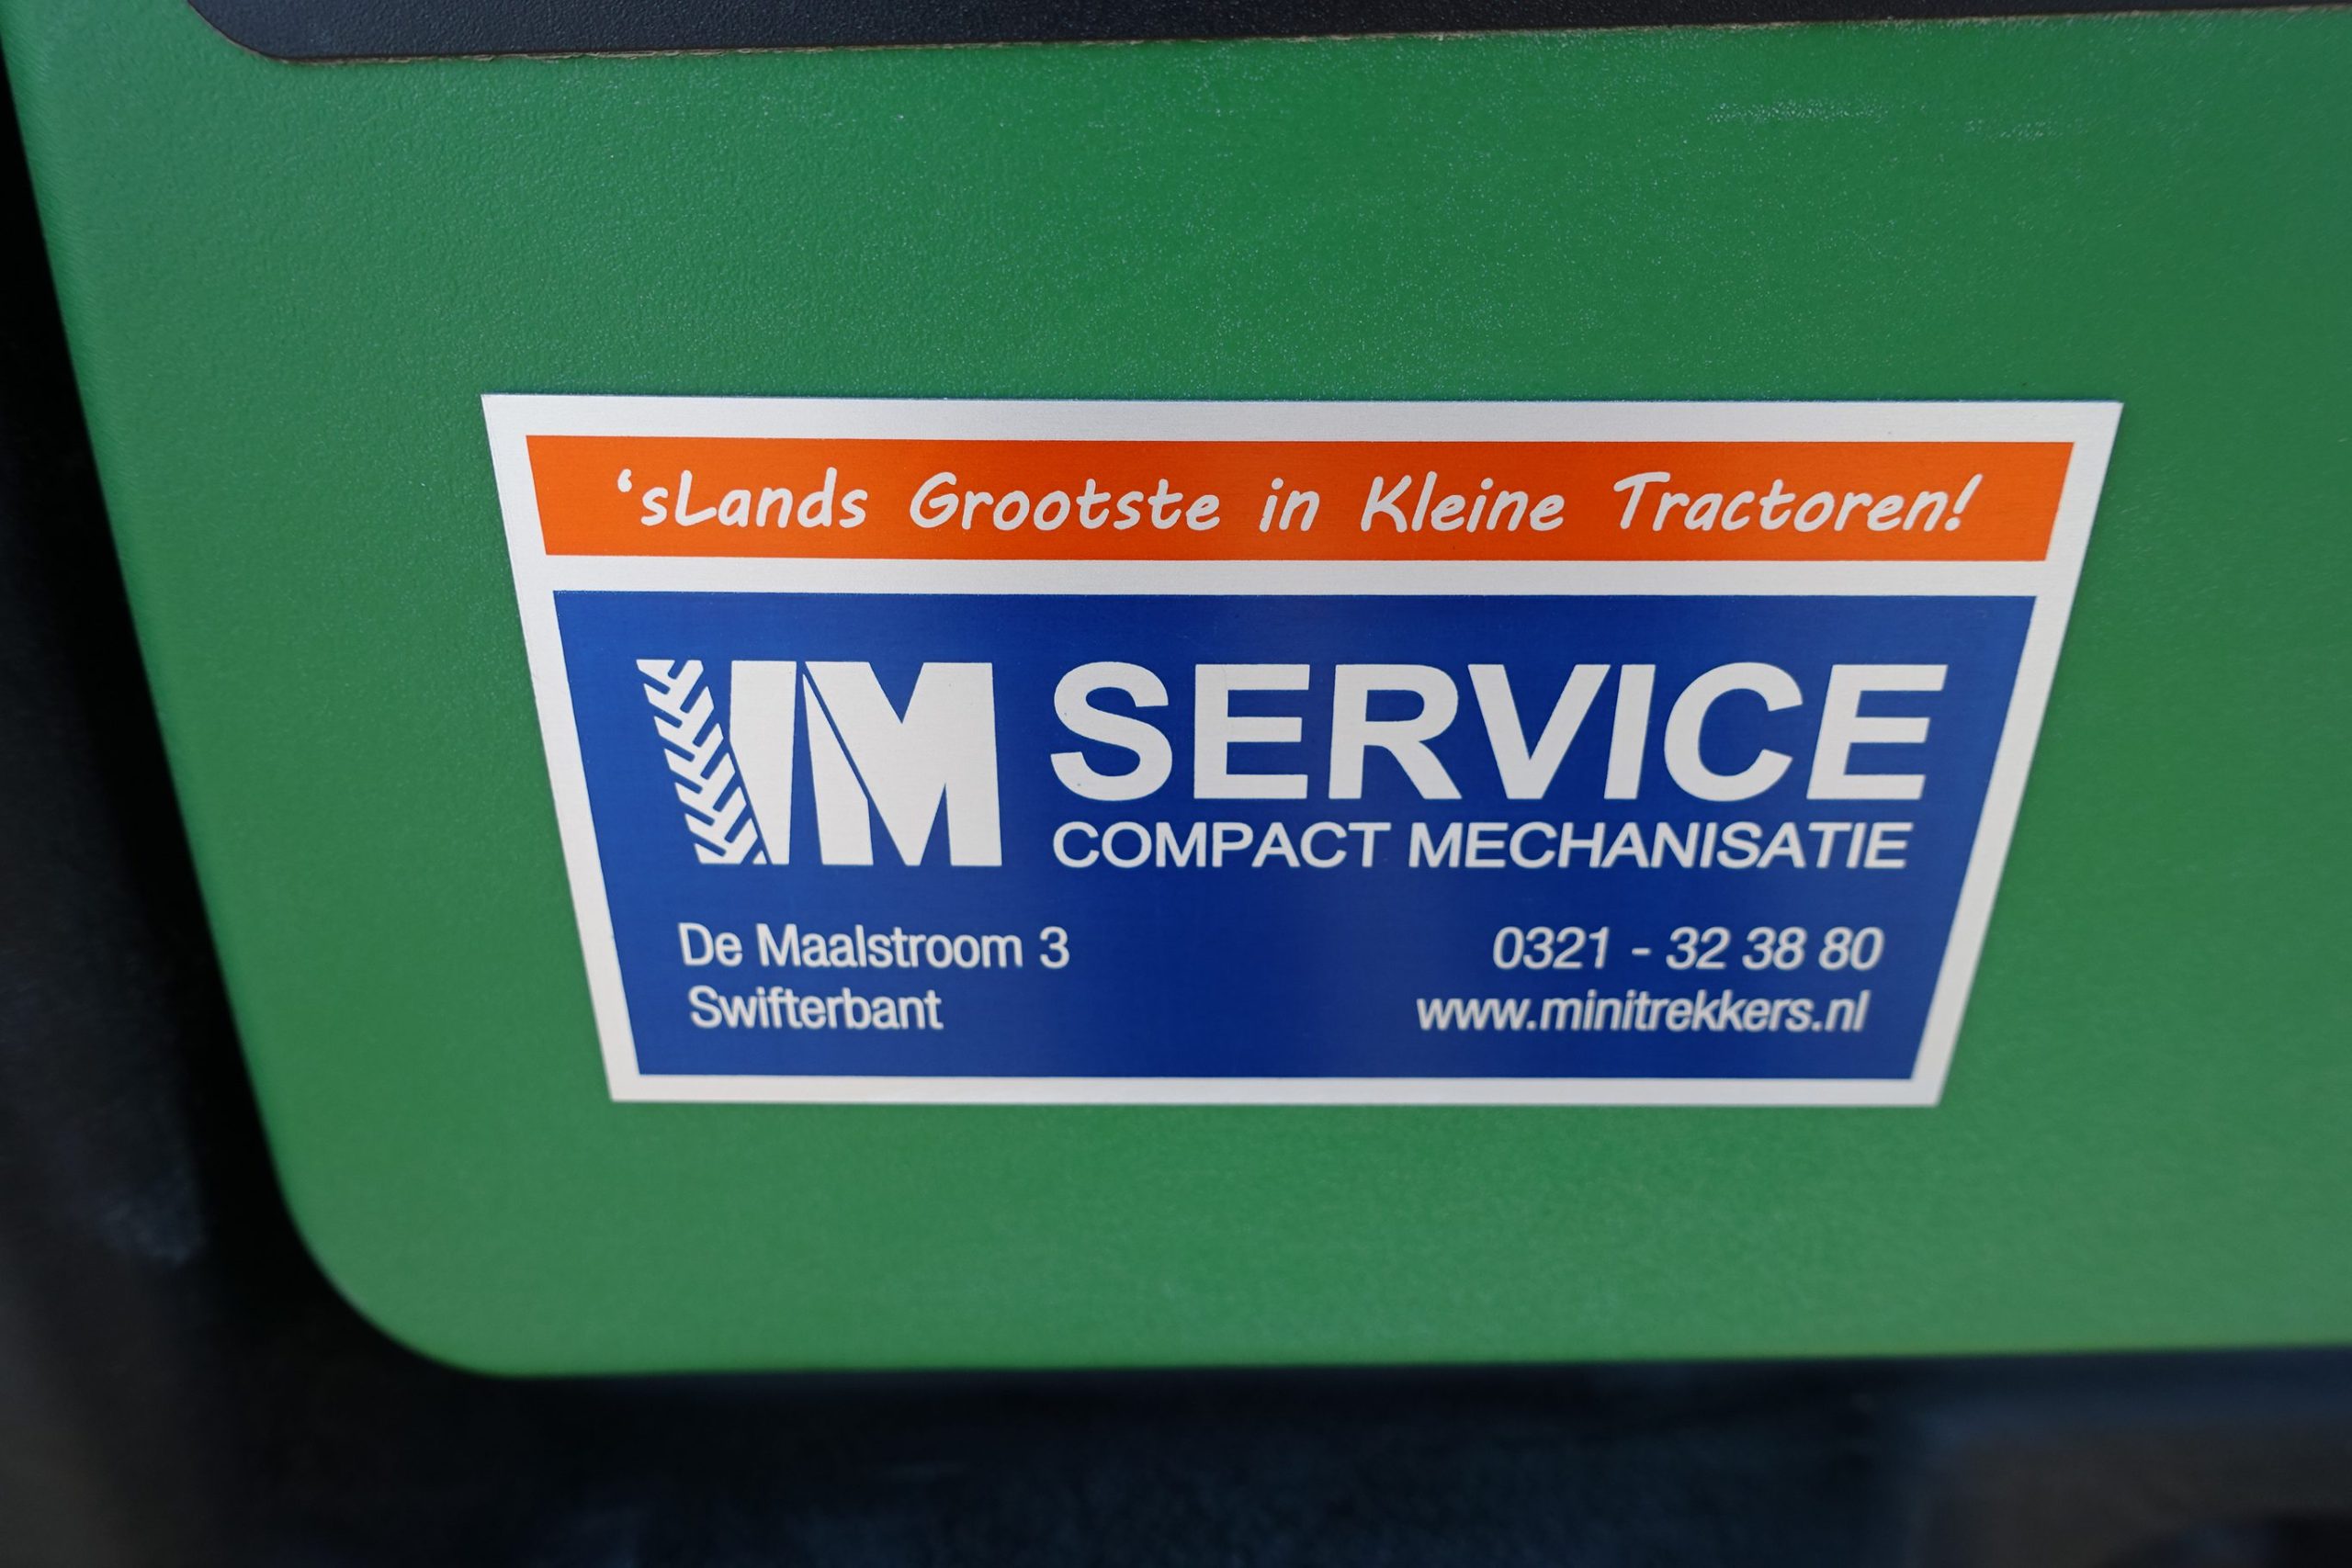 ‘sLands Grootste in Kleine Tractoren!
IM SERVICE
COMPACT MECHANISATIE
De Maalstroom 3
Swifterbant
0321 - 32 38 80
www.minitrekkers.nl